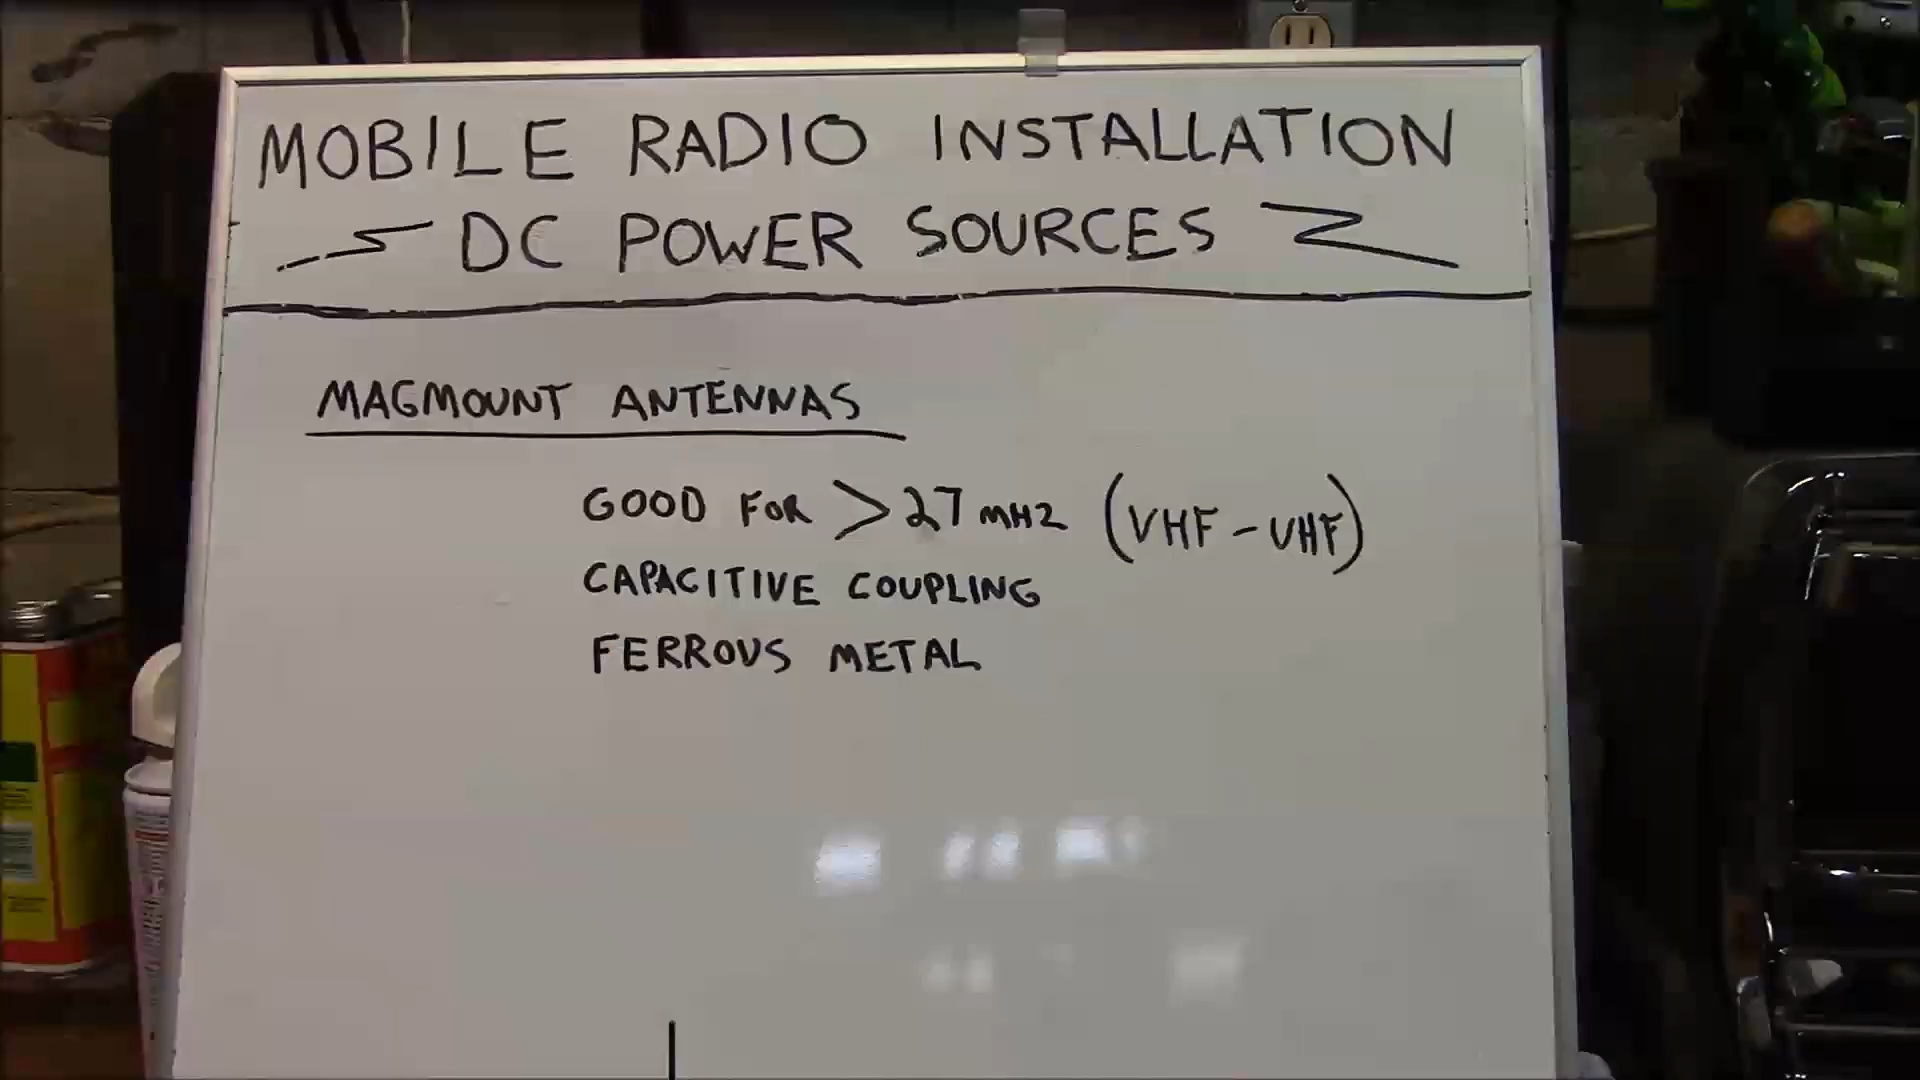 MOBILE RADIO INSTALLATION
DC POWER SOURCES
MAGMOUNT ANTENNAS
GOOD FOR > 27 MHZ (VHF - UHF)
CAPACITIVE COUPLING
FERROUS METAL